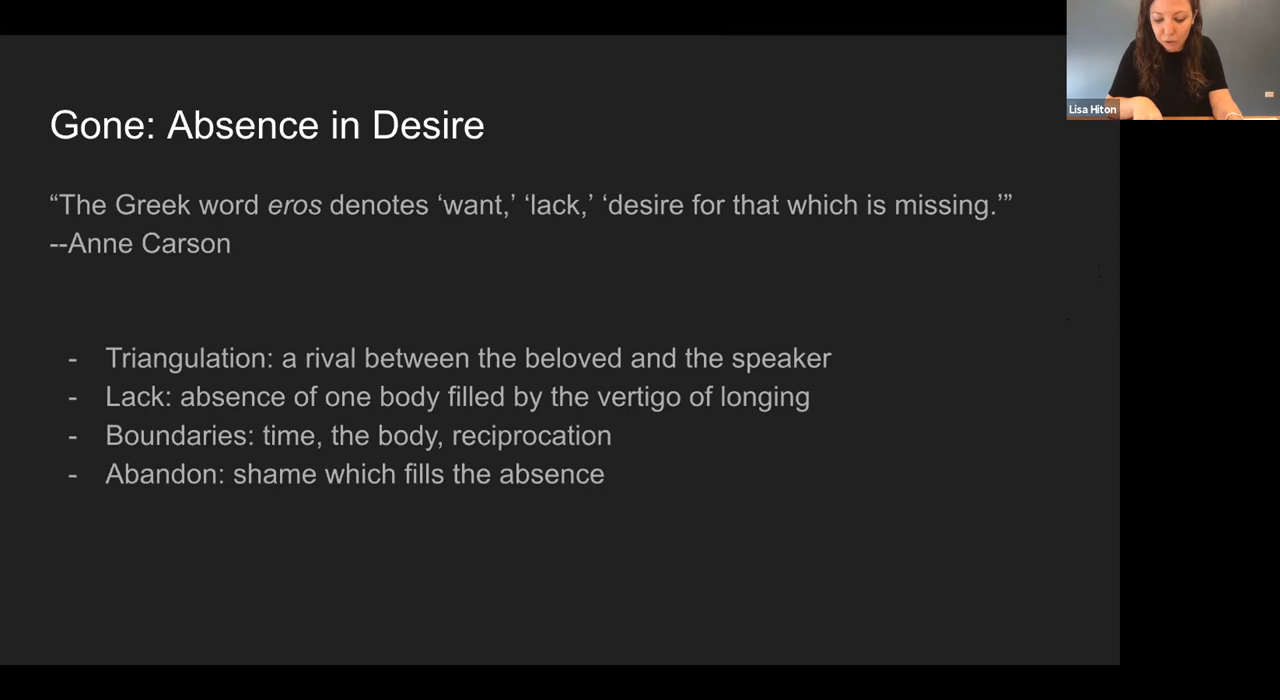 Gone: Absence in Desire
“The Greek word eros denotes ‘want,’ ‘lack,’ ‘desire for that which is missing.’”
--Anne Carson
- Triangulation: a rival between the beloved and the speaker
- Lack: absence of one body filled by the vertigo of longing
- Boundaries: time, the body, reciprocation
- Abandon: shame which fills the absence
Lisa Hiton